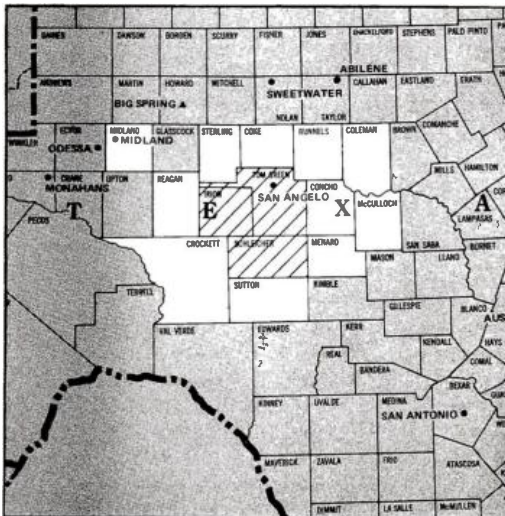 GAINES DAWSON BORDEN SCURRY FISHER JONES SHACKELFORD STEPHENS PALO PINTO
ABILENE
ANDREWS MARTIN HOWARD MITCHELL CALLAHAN EASTLAND ERATH
SWEETWATER
BIG SPRING
NOLAN TAYLOR
WINKLER ECTOR MIDLAND GLASSCOCK STERLING COKE RUNNELS COLEMAN BROWN COMANCHE
MIDLAND
ODESSA
MILLS HAMILTON
CRANE UPTON REAGAN IRION TOM GREEN CONCHO
MONAHANS SAN ANGELO McCULLOCH
T E X A
LAMPASAS
PECOS
CROCKETT SCHLEICHER MENARD SAN SABA BURNET
MASON LLANO
TERRELL SUTTON KIMBLE
GILLESPIE BLANCO
AUS
VAL VERDE EDWARDS KERR HAYS
REAL KENDALL COMAL
BANDERA
BEXAR
KINNEY UVALDE MEDINA
SAN ANTONIO
MAVERICK ZAVALA FRIO ATASCOSA
DIMMIT LA SALLE McMULLEN